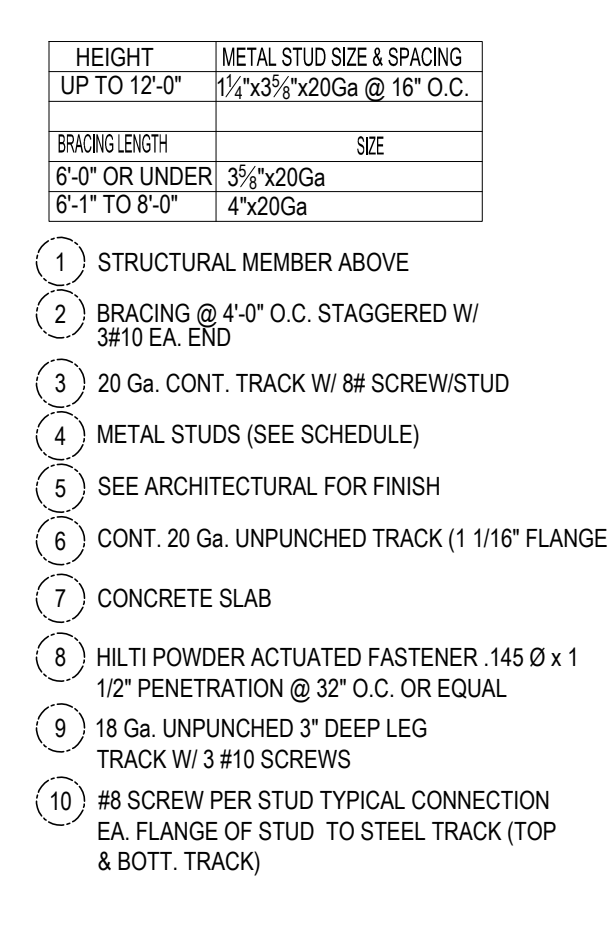 HEIGHT METAL STUD SIZE & SPACING
UP TO 12'-0" 1¼"x3⅝"x20Ga @ 16" O.C.
BRACING LENGTH SIZE
6'-0" OR UNDER 3⅝"x20Ga
6'-1" TO 8'-0" 4"x20Ga
1 STRUCTURAL MEMBER ABOVE
2 BRACING @ 4'-0" O.C. STAGGERED W/
3#10 EA. END
3 20 Ga. CONT. TRACK W/ 8# SCREW/STUD
4 METAL STUDS (SEE SCHEDULE)
5 SEE ARCHITECTURAL FOR FINISH
6 CONT. 20 Ga. UNPUNCHED TRACK (1 1/16" FLANGE
7 CONCRETE SLAB
8 HILTI POWDER ACTUATED FASTENER .145 Ø x 1
1/2" PENETRATION @ 32" O.C. OR EQUAL
9 18 Ga. UNPUNCHED 3" DEEP LEG
TRACK W/ 3 #10 SCREWS
10 #8 SCREW PER STUD TYPICAL CONNECTION
EA. FLANGE OF STUD TO STEEL TRACK (TOP
& BOTT. TRACK)